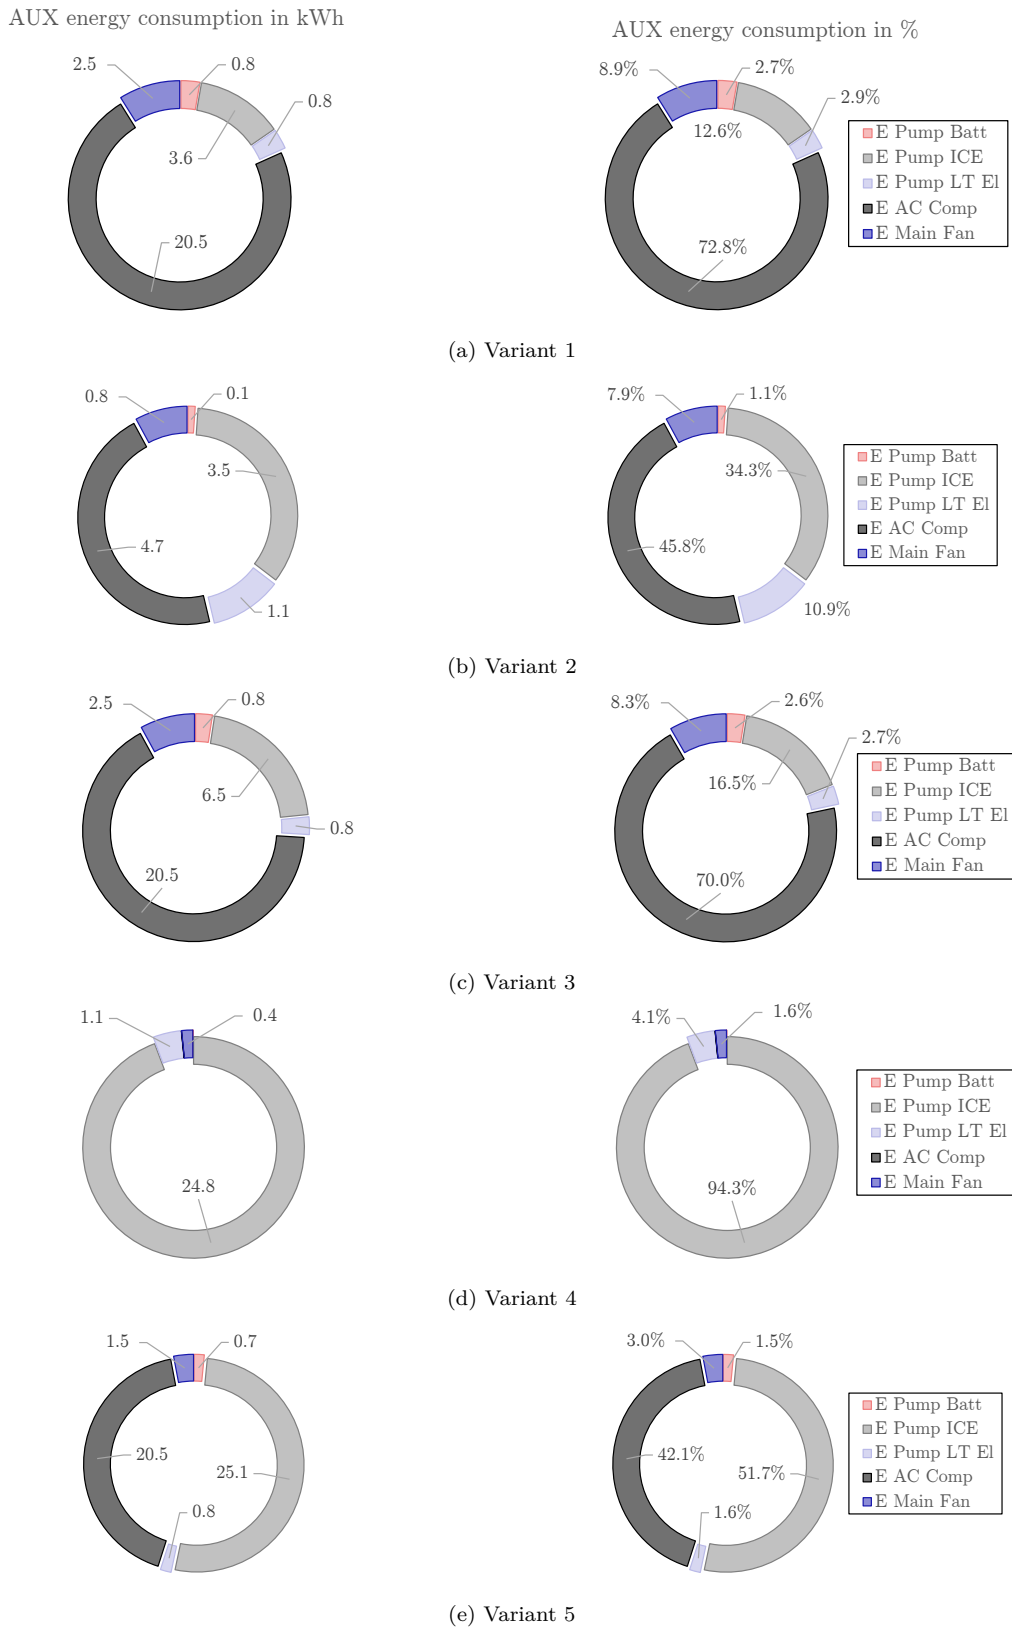 AUX energy consumption in kWh
AUX energy consumption in %
2.5
0.8
0.8
3.6
20.5
8.9%
2.7%
2.9%
12.6%
72.8%
E Pump Batt
E Pump ICE
E Pump LT El
E AC Comp
E Main Fan
(a) Variant 1
0.8
0.1
3.5
4.7
1.1
7.9%
1.1%
34.3%
45.8%
10.9%
E Pump Batt
E Pump ICE
E Pump LT El
E AC Comp
E Main Fan
(b) Variant 2
2.5
0.8
6.5
0.8
20.5
8.3%
2.6%
2.7%
16.5%
70.0%
E Pump Batt
E Pump ICE
E Pump LT El
E AC Comp
E Main Fan
(c) Variant 3
1.1
0.4
24.8
4.1%
1.6%
94.3%
E Pump Batt
E Pump ICE
E Pump LT El
E AC Comp
E Main Fan
(d) Variant 4
1.5
0.7
20.5
25.1
0.8
3.0%
1.5%
42.1%
51.7%
1.6%
E Pump Batt
E Pump ICE
E Pump LT El
E AC Comp
E Main Fan
(e) Variant 5